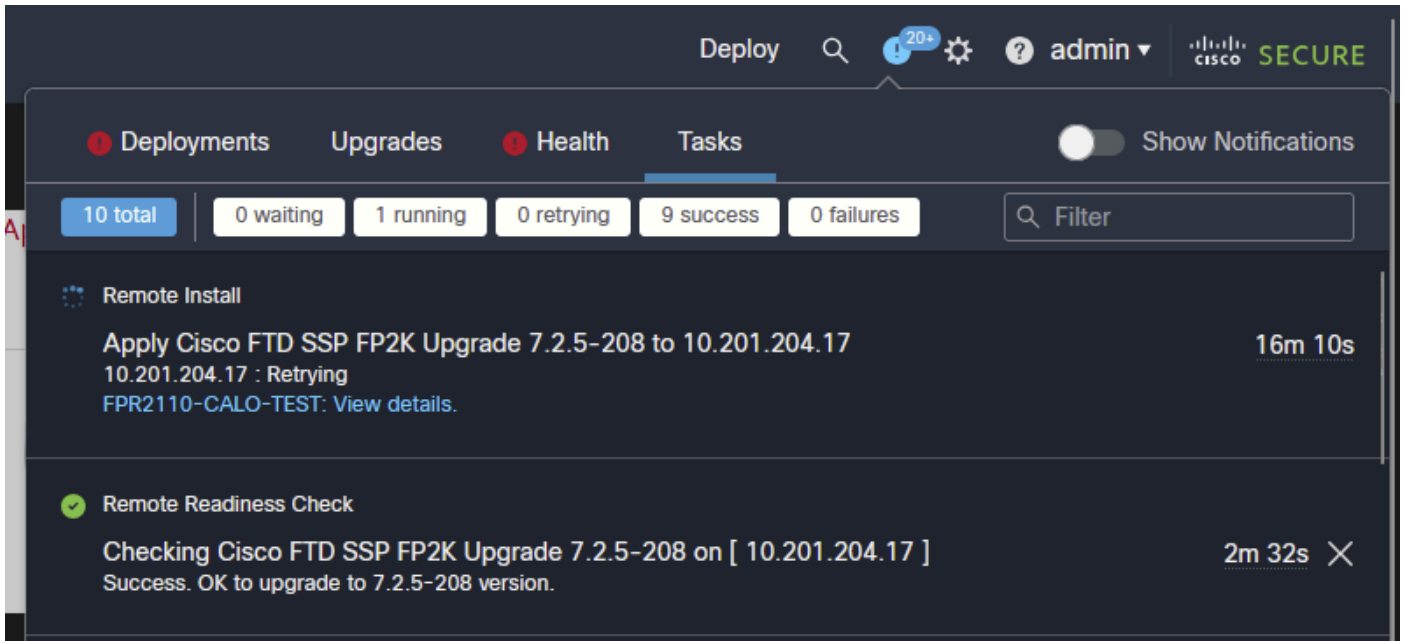 Deploy 20+ admin cisco SECURE
Deployments Upgrades Health Tasks Show Notifications
10 total 0 waiting 1 running 0 retrying 9 success 0 failures Filter
Remote Install
Apply Cisco FTD SSP FP2K Upgrade 7.2.5-208 to 10.201.204.17 16m 10s
10.201.204.17 : Retrying
FPR2110-CALO-TEST: View details.
Remote Readiness Check
Checking Cisco FTD SSP FP2K Upgrade 7.2.5-208 on [ 10.201.204.17 ] 2m 32s
Success. OK to upgrade to 7.2.5-208 version.